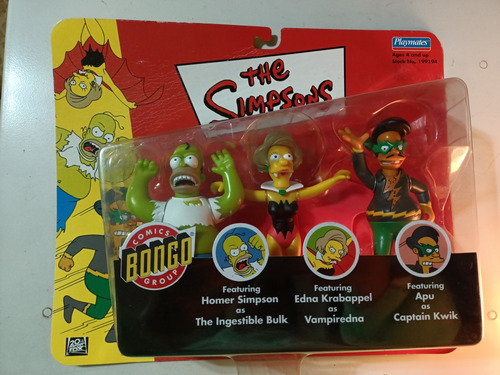 Playmates
Ages 4 and up
Stock No. 199194
the
SIMPSONS
COMICS
BONGO
GROUP
Featuring
Homer Simpson
as
The Ingestible Bulk
Featuring
Edna Krabappel
as
Vampiredna
Featuring
Apu
as
Captain Kwik
20th
FOX